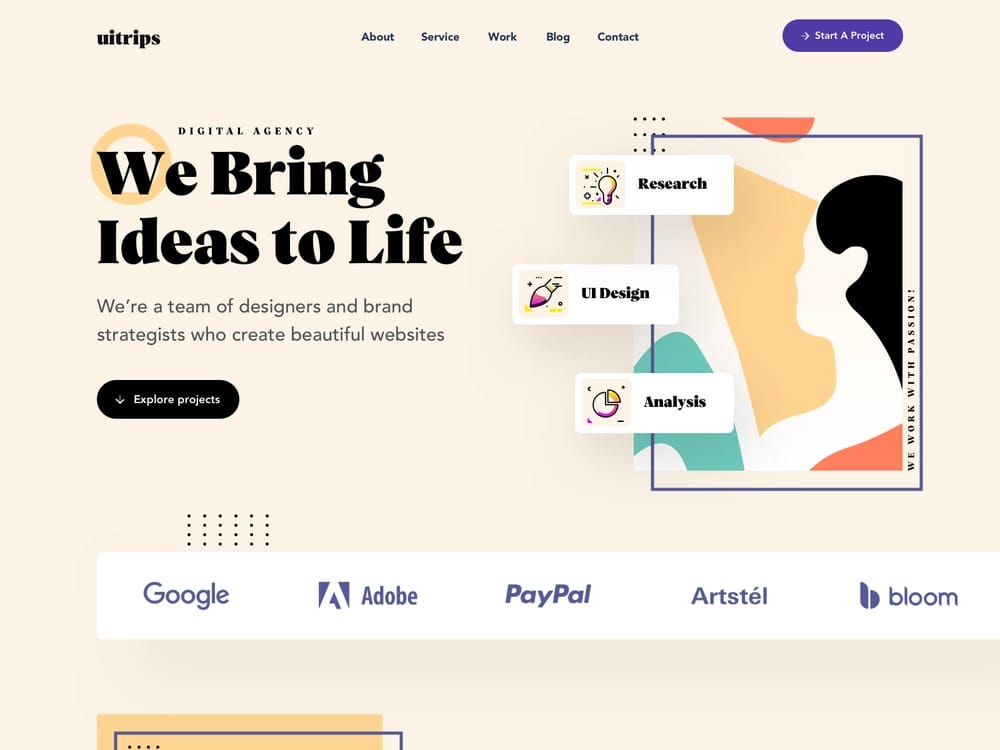 uitrips
About
Service
Work
Blog
Contact
→ Start A Project
DIGITAL AGENCY
We Bring
Ideas to Life
We’re a team of designers and brand
strategists who create beautiful websites
↓ Explore projects
Research
UI Design
Analysis
WE WORK WITH PASSION!
Google
Adobe
PayPal
Artstél
bloom